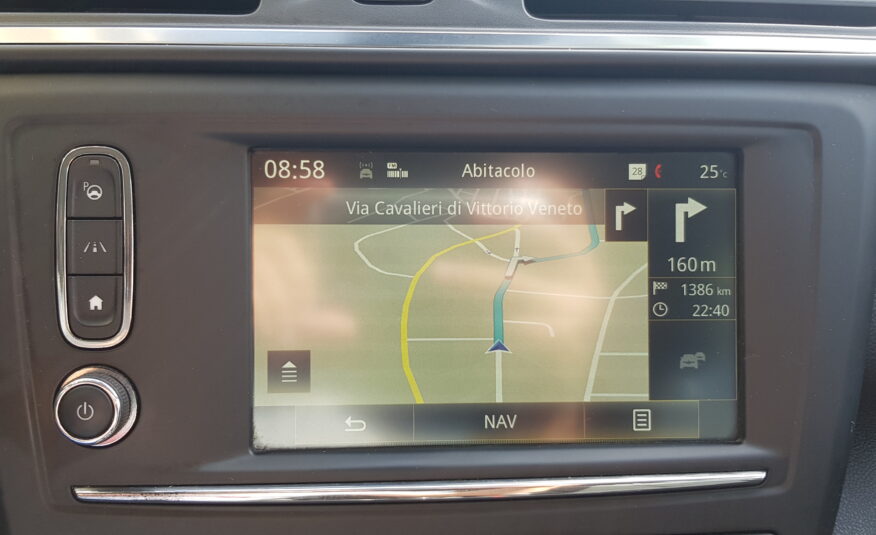 08:58 Abitacolo 28 25°C
Via Cavalieri di Vittorio Veneto
160 m
1386 km
22:40
NAV
P